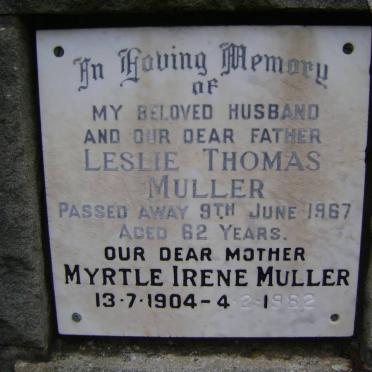 In Loving Memory
OF
MY BELOVED HUSBAND
AND OUR DEAR FATHER
LESLIE THOMAS
MULLER
PASSED AWAY 9TH JUNE 1967
AGED 62 YEARS.
OUR DEAR MOTHER
MYRTLE IRENE MULLER
13·7·1904-4